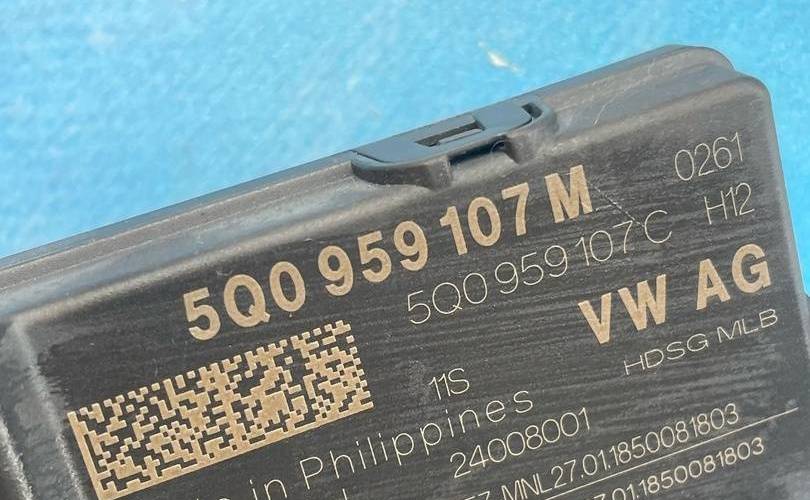 0261
5Q0 959 107 M
H12
5Q0 959 107 C
VW AG
HDSG MLB
11S
in Philippines
24008001
MNL27.01.1850081803
.01.1850081803